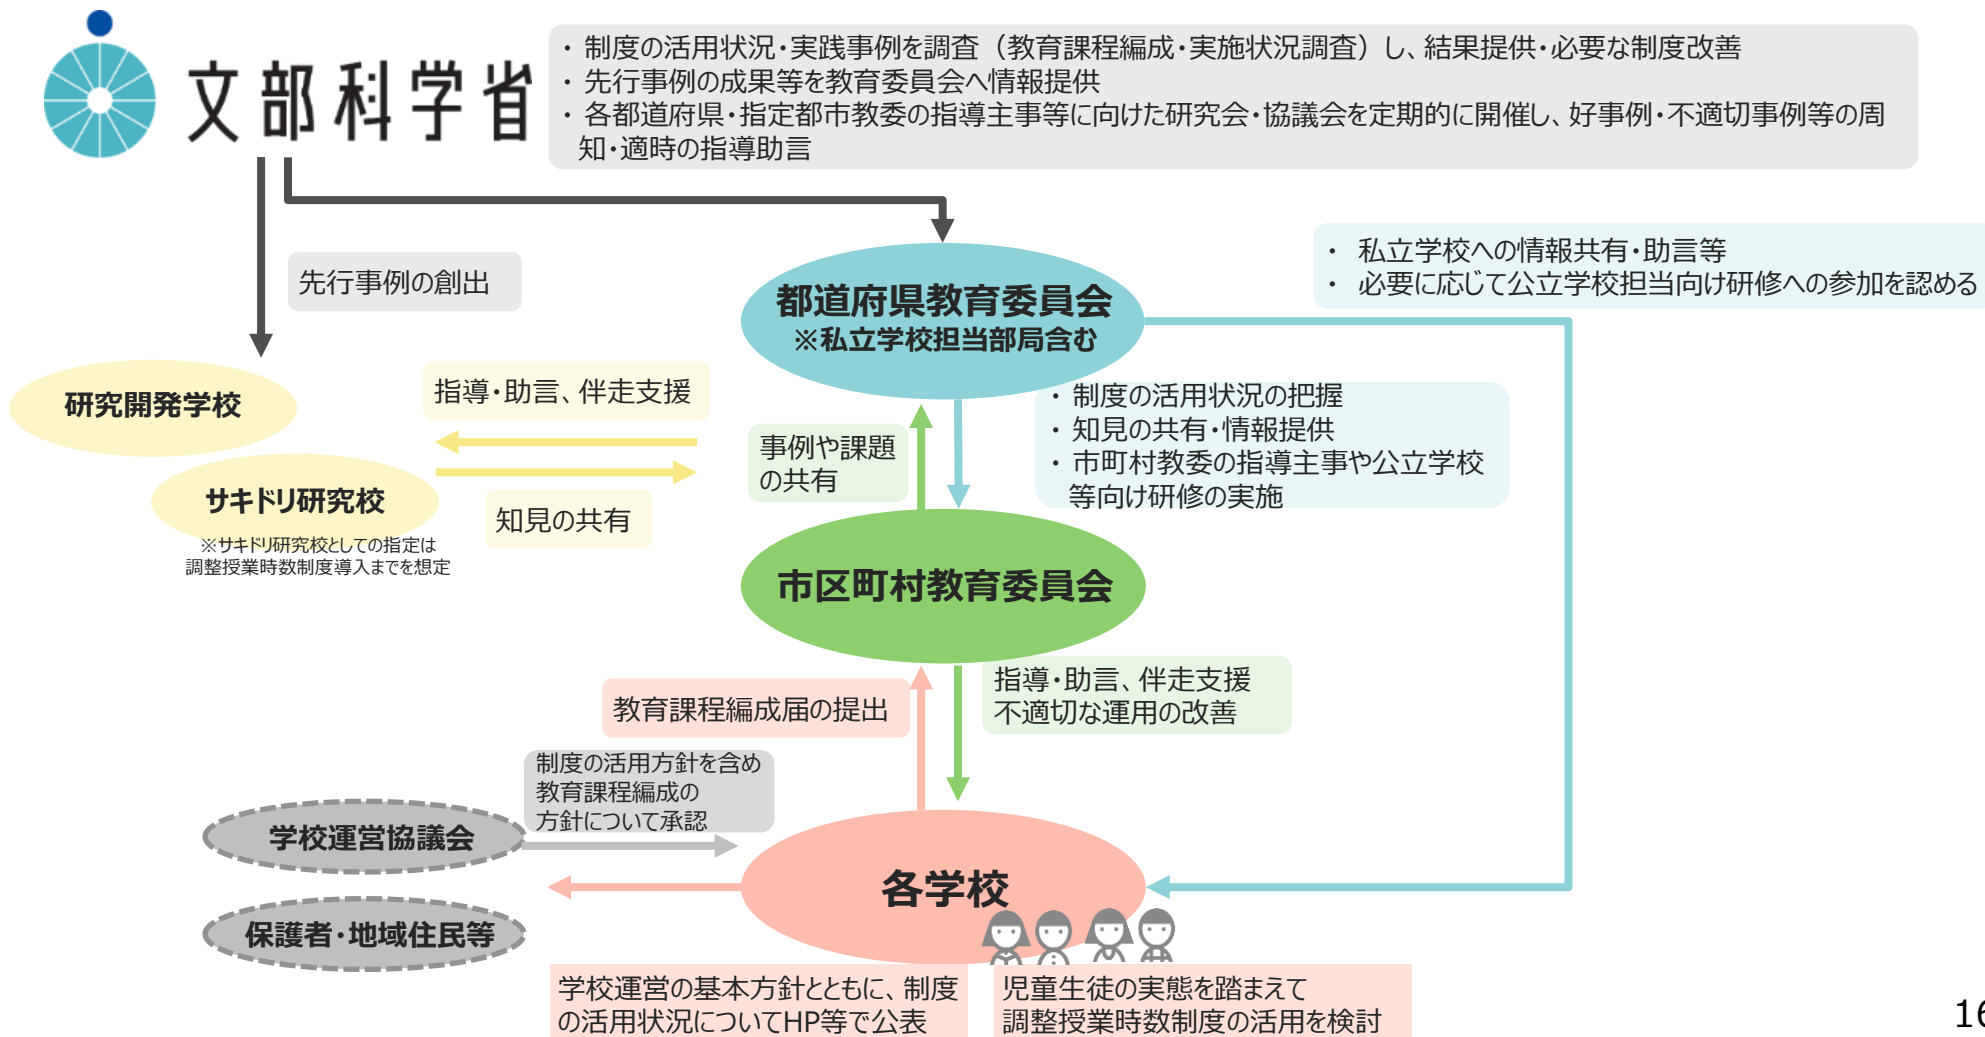 文部科学省
・ 制度の活用状況・実践事例を調査（教育課程編成・実施状況調査）し、結果提供・必要な制度改善
・ 先行事例の成果等を教育委員会へ情報提供
・ 各都道府県・指定都市教委の指導主事等に向けた研究会・協議会を定期的に開催し、好事例・不適切事例等の周
知・適時の指導助言
先行事例の創出
都道府県教育委員会
※私立学校担当部局含む
・ 私立学校への情報共有・助言等
・ 必要に応じて公立学校担当向け研修への参加を認める
研究開発学校
指導・助言、伴走支援
・ 制度の活用状況の把握
・ 知見の共有・情報提供
・ 市町村教委の指導主事や公立学校
等向け研修の実施
事例や課題
の共有
サキドリ研究校
知見の共有
※サキドリ研究校としての指定は
調整授業時数制度導入までを想定
市区町村教育委員会
指導・助言、伴走支援
不適切な運用の改善
教育課程編成届の提出
制度の活用方針を含め
教育課程編成の
方針について承認
学校運営協議会
各学校
保護者・地域住民等
学校運営の基本方針とともに、制度
の活用状況についてHP等で公表
児童生徒の実態を踏まえて
調整授業時数制度の活用を検討
16